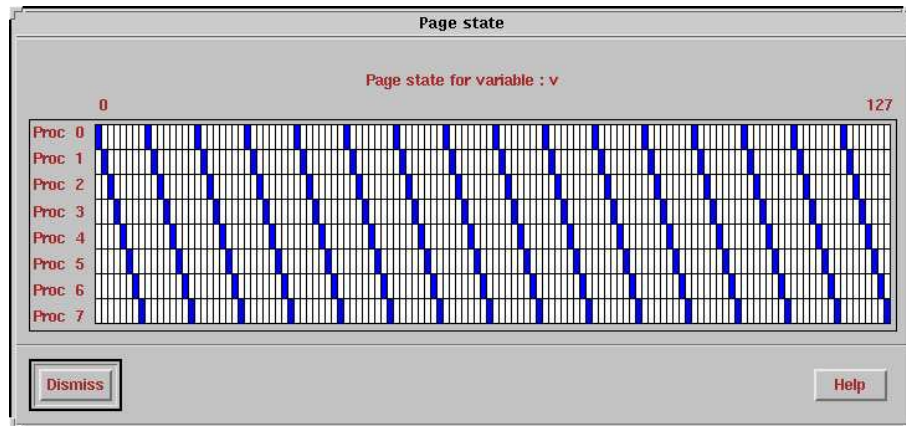 Page state
Page state for variable : v
0 127
Proc 0
Proc 1
Proc 2
Proc 3
Proc 4
Proc 5
Proc 6
Proc 7
Dismiss Help